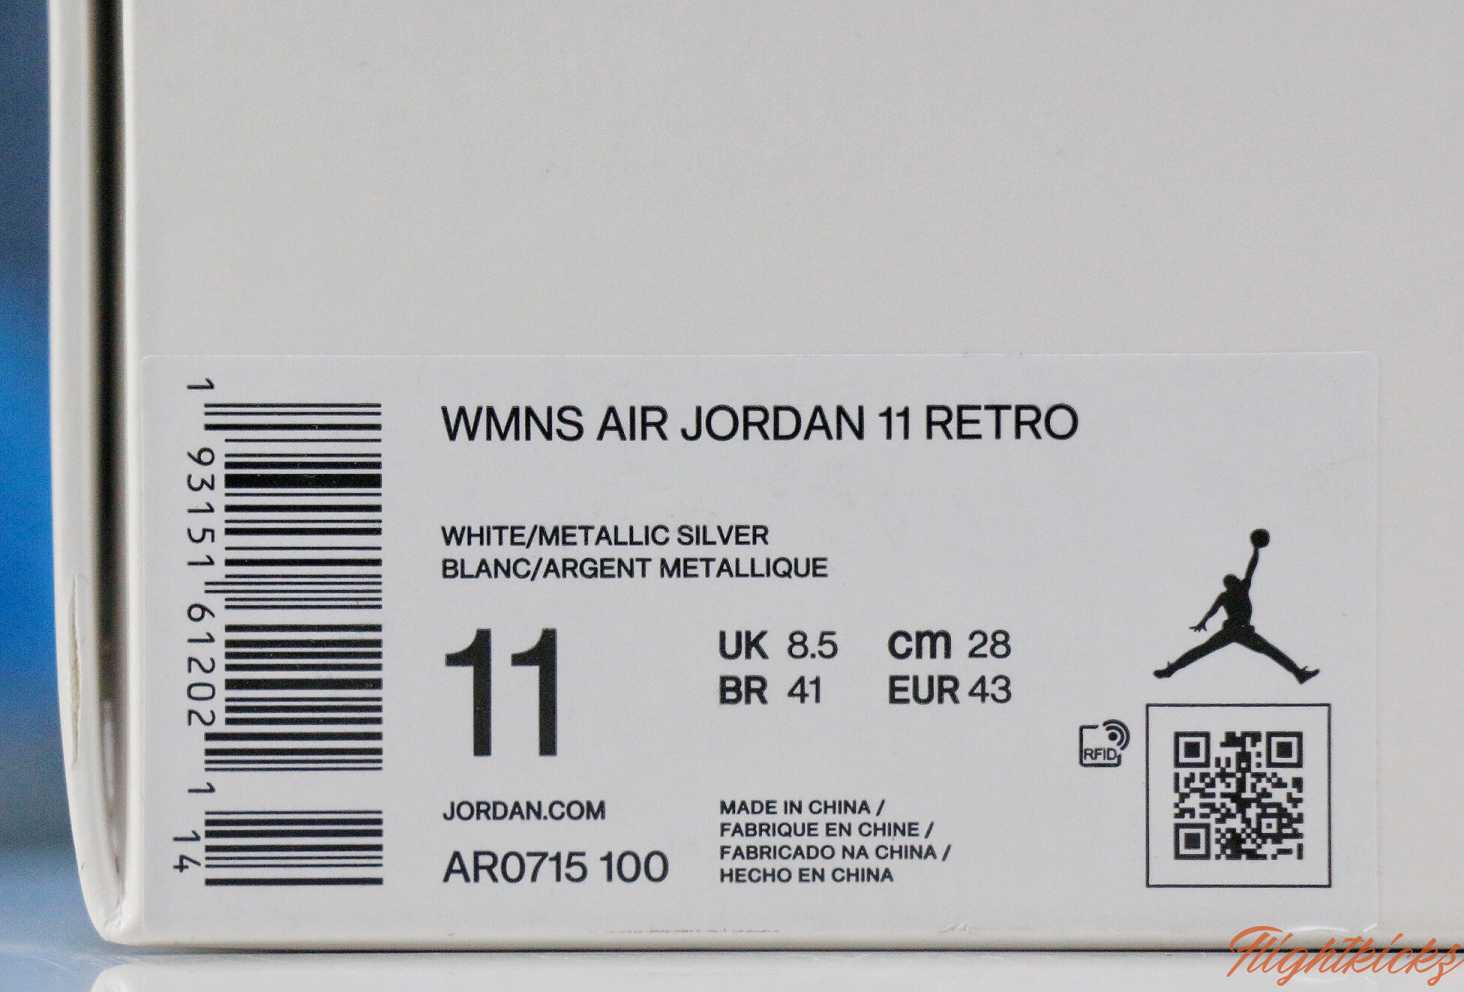 1 93151 61202 1 14
WMNS AIR JORDAN 11 RETRO
WHITE/METALLIC SILVER
BLANC/ARGENT METALLIQUE
11
UK 8.5 cm 28
BR 41 EUR 43
RFID
JORDAN.COM
AR0715 100
MADE IN CHINA /
FABRIQUE EN CHINE /
FABRICADO NA CHINA /
HECHO EN CHINA
flightkickz